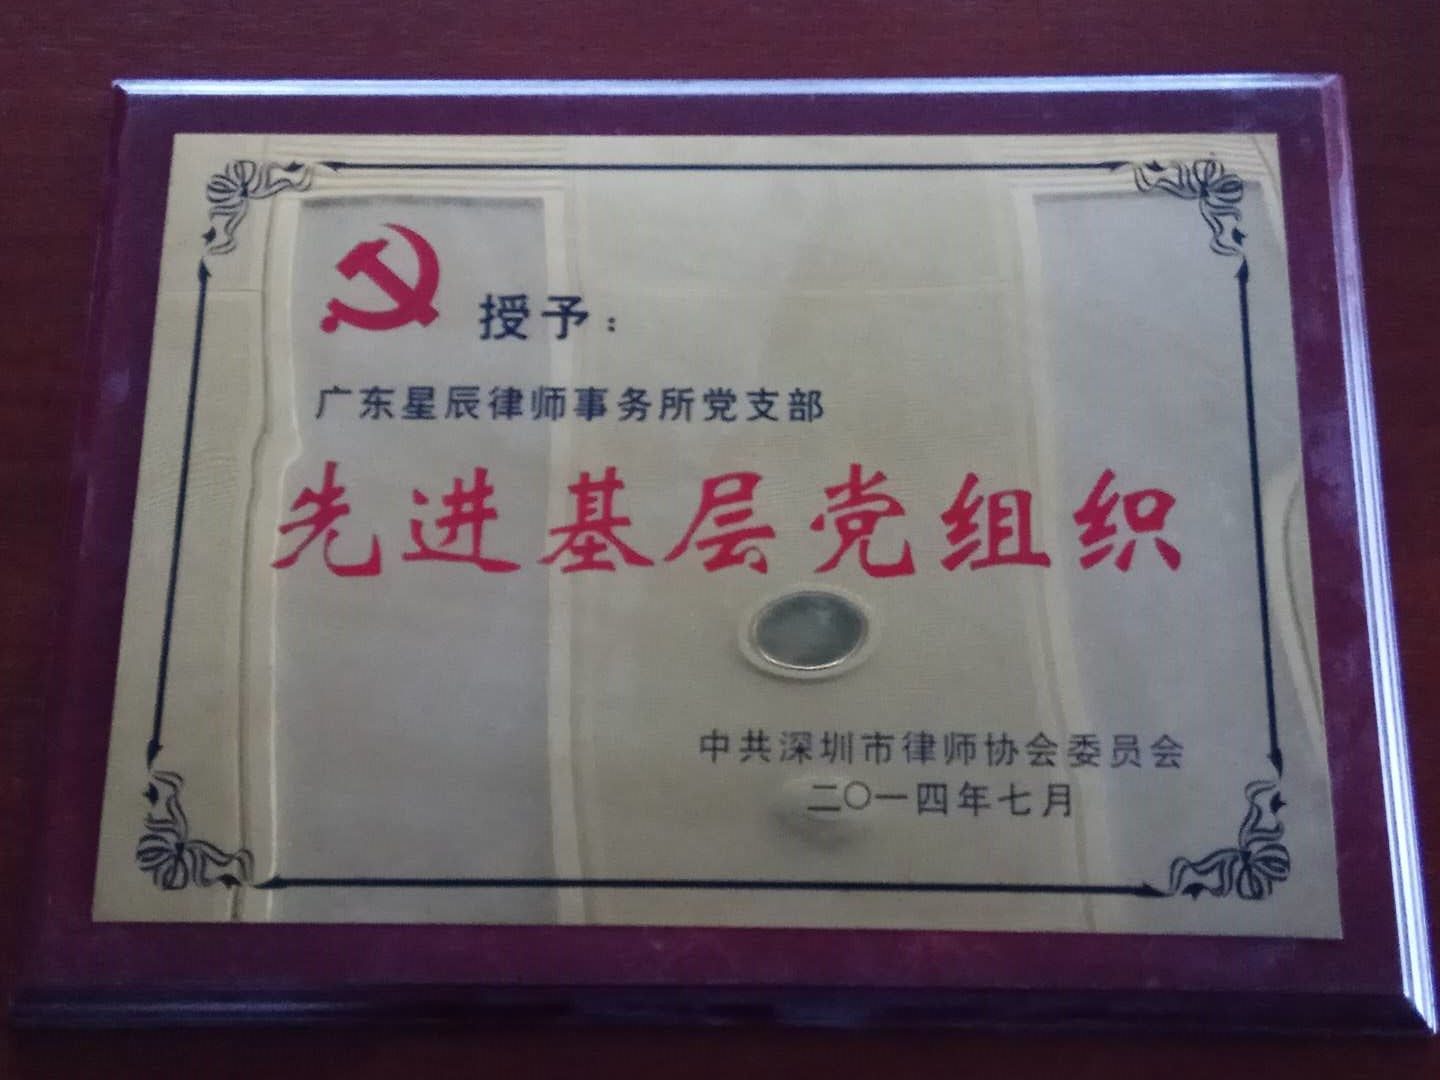 授予：
广东星辰律师事务所党支部
先进基层党组织
中共深圳市律师协会委员会
二〇一四年七月